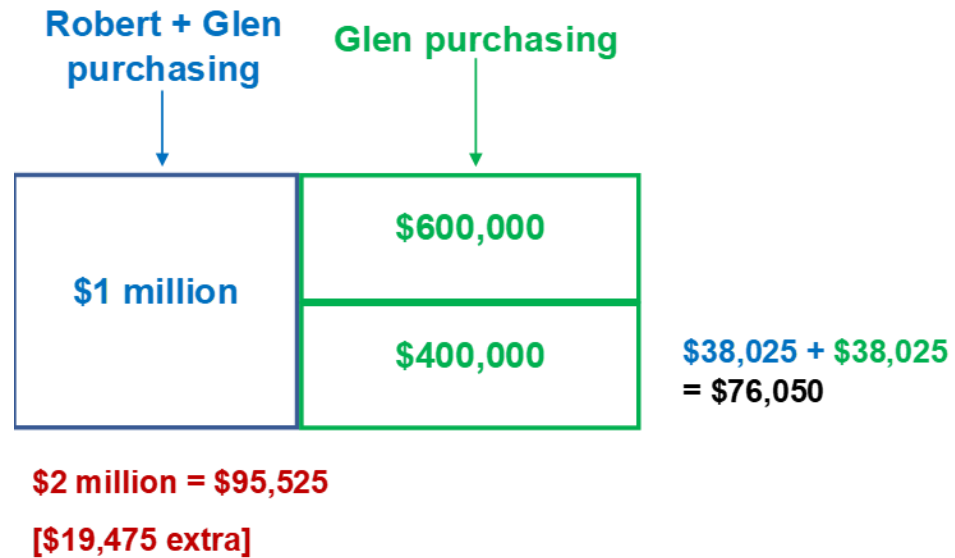 Robert + Glen
purchasing
Glen purchasing
$1 million
$600,000
$400,000
$38,025 + $38,025
= $76,050
$2 million = $95,525
[$19,475 extra]